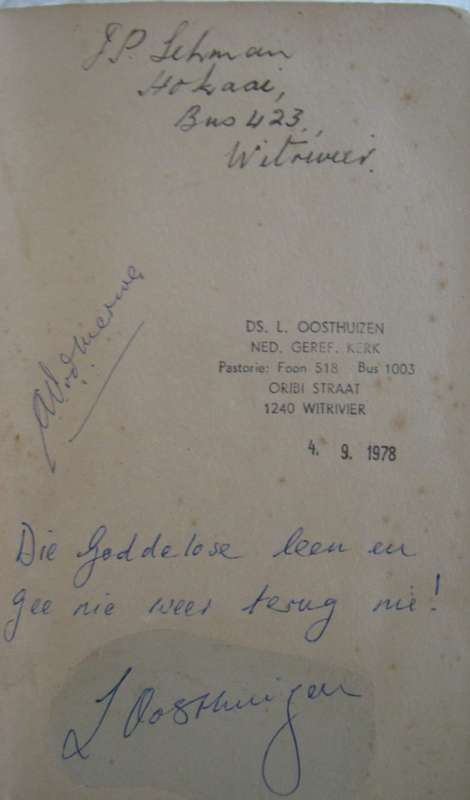 J.P. Lehman
Hokaai,
Bus 423,
Witrivier.
DS. L. OOSTHUIZEN
NED. GEREF. KERK
Pastorie: Foon 518 Bus 1003
ORIBI STRAAT
1240 WITRIVIER
4. 9. 1978
Die Goddelose leen en
gee nie weer terug nie!
L Oosthuizen